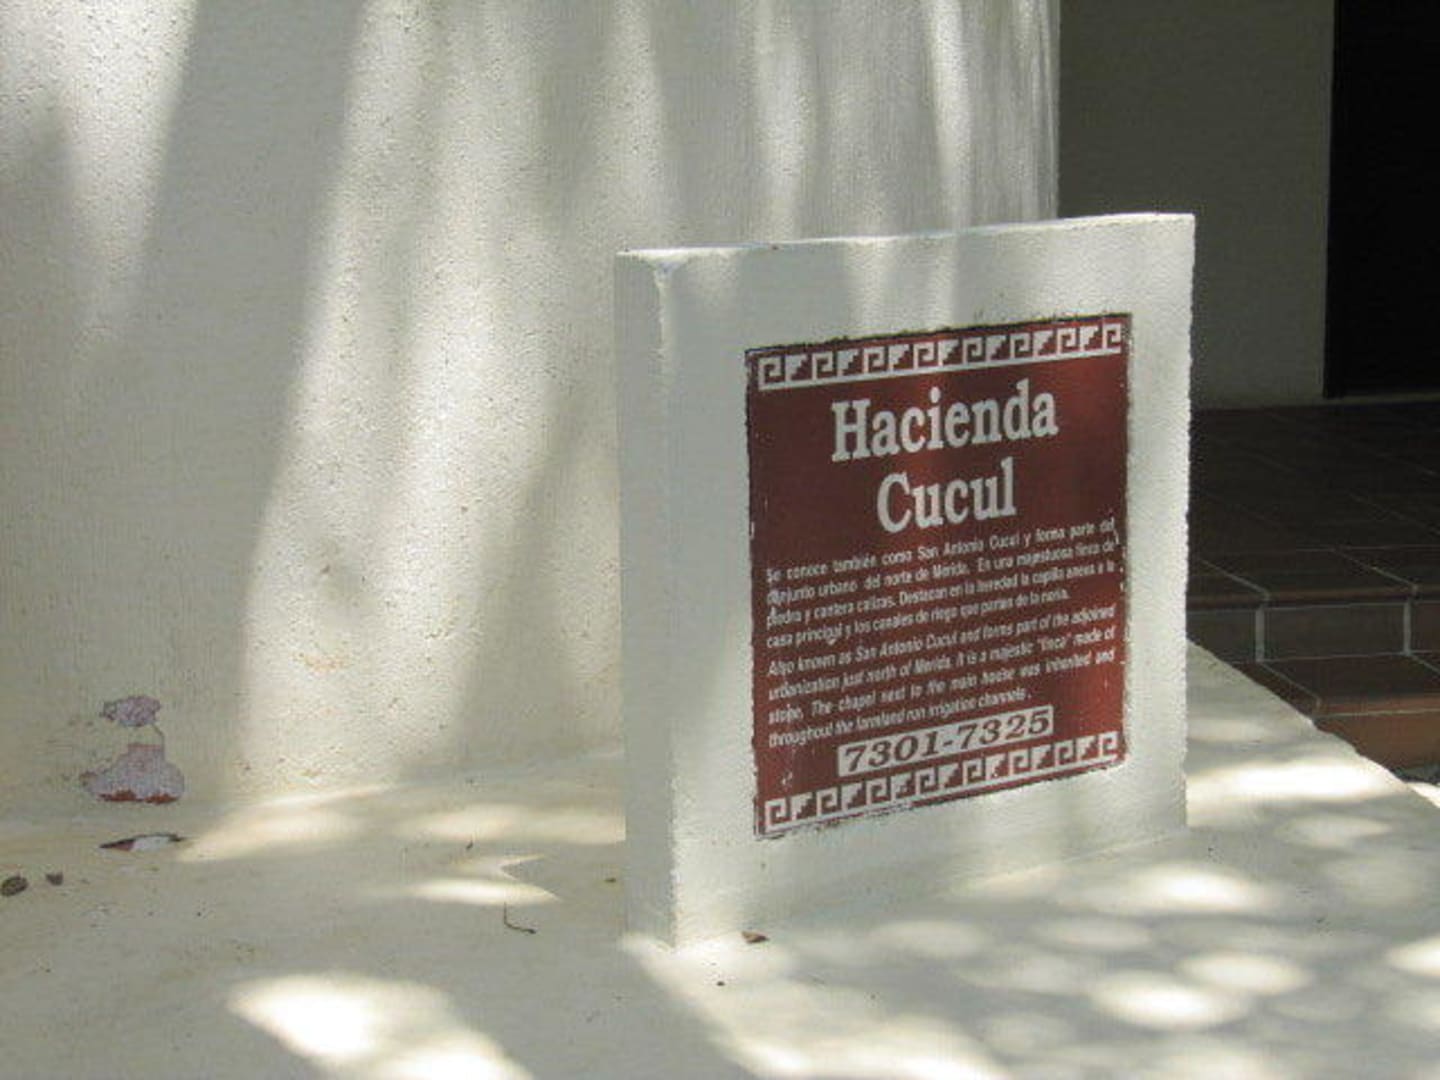 Hacienda
Cucul
Se conoce también como San Antonio Cucul y forma parte del
conjunto urbano del norte de Merida. En una majestuosa finca de
piedra y cantera calizas. Destacan en la heredad la capilla anexa a la
casa principal y los canales de riego que parten de la noria.
Also known as San Antonio Cucul and forms part of the adjoined
urbanization just north of Merida. It is a majestic "finca" made of
stone. The chapel next to the main house was inherited and
throughout the farmland run irrigation channels.
7301-7325